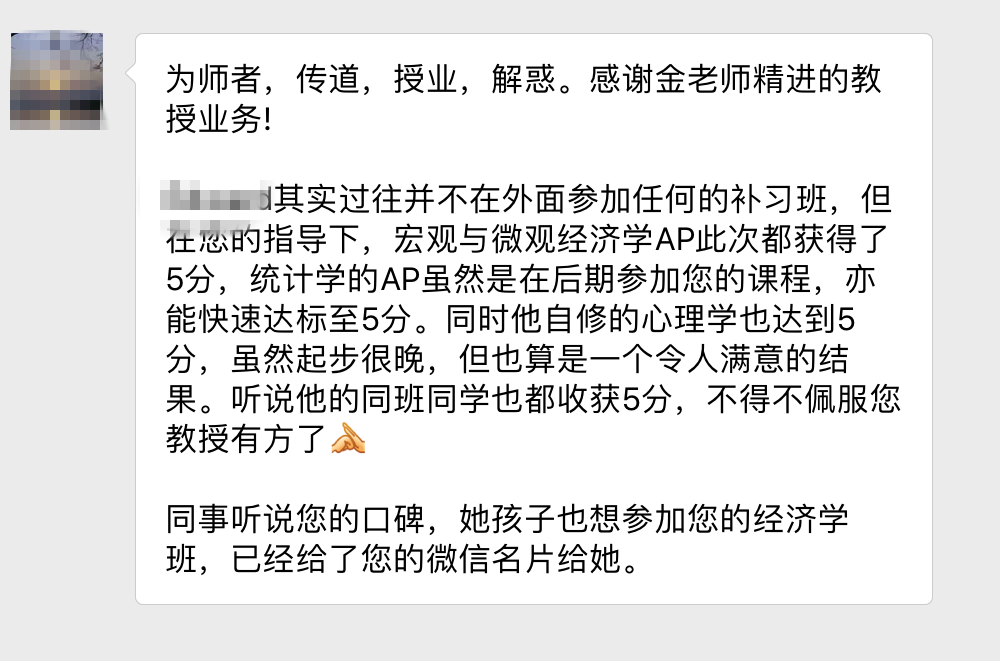 为师者，传道，授业，解惑。感谢金老师精进的教
授业务!
其实过往并不在外面参加任何的补习班，但
在您的指导下，宏观与微观经济学AP此次都获得了
5分，统计学的AP虽然是在后期参加您的课程，亦
能快速达标至5分。同时他自修的心理学也达到5
分，虽然起步很晚，但也算是一个令人满意的结
果。听说他的同班同学也都收获5分，不得不佩服您
教授有方了
同事听说您的口碑，她孩子也想参加您的经济学
班，已经给了您的微信名片给她。